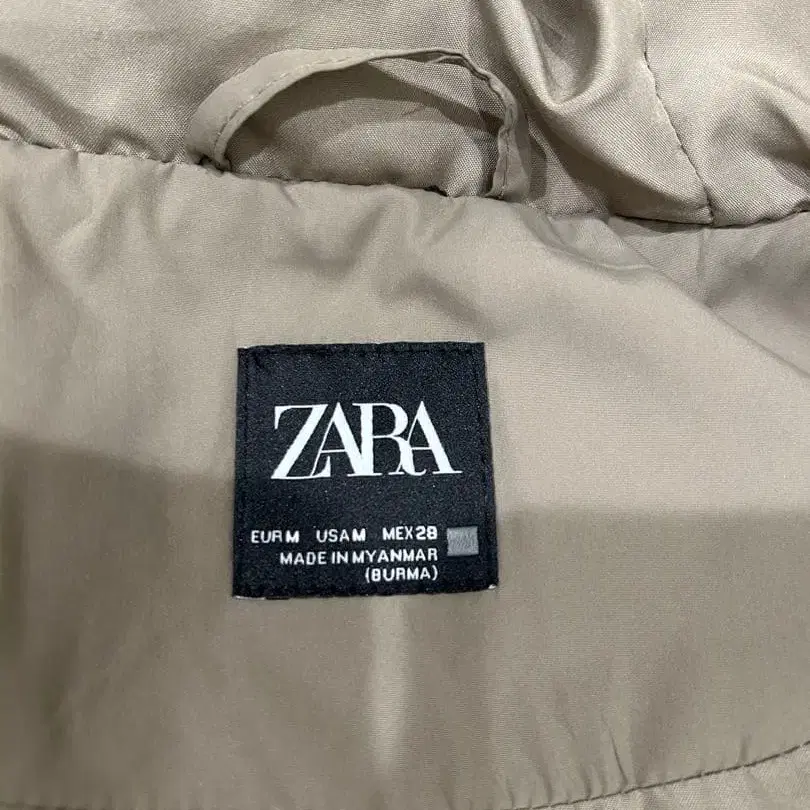 ZARA
EUR M USA M MEX 28
MADE IN MYANMAR
(BURMA)